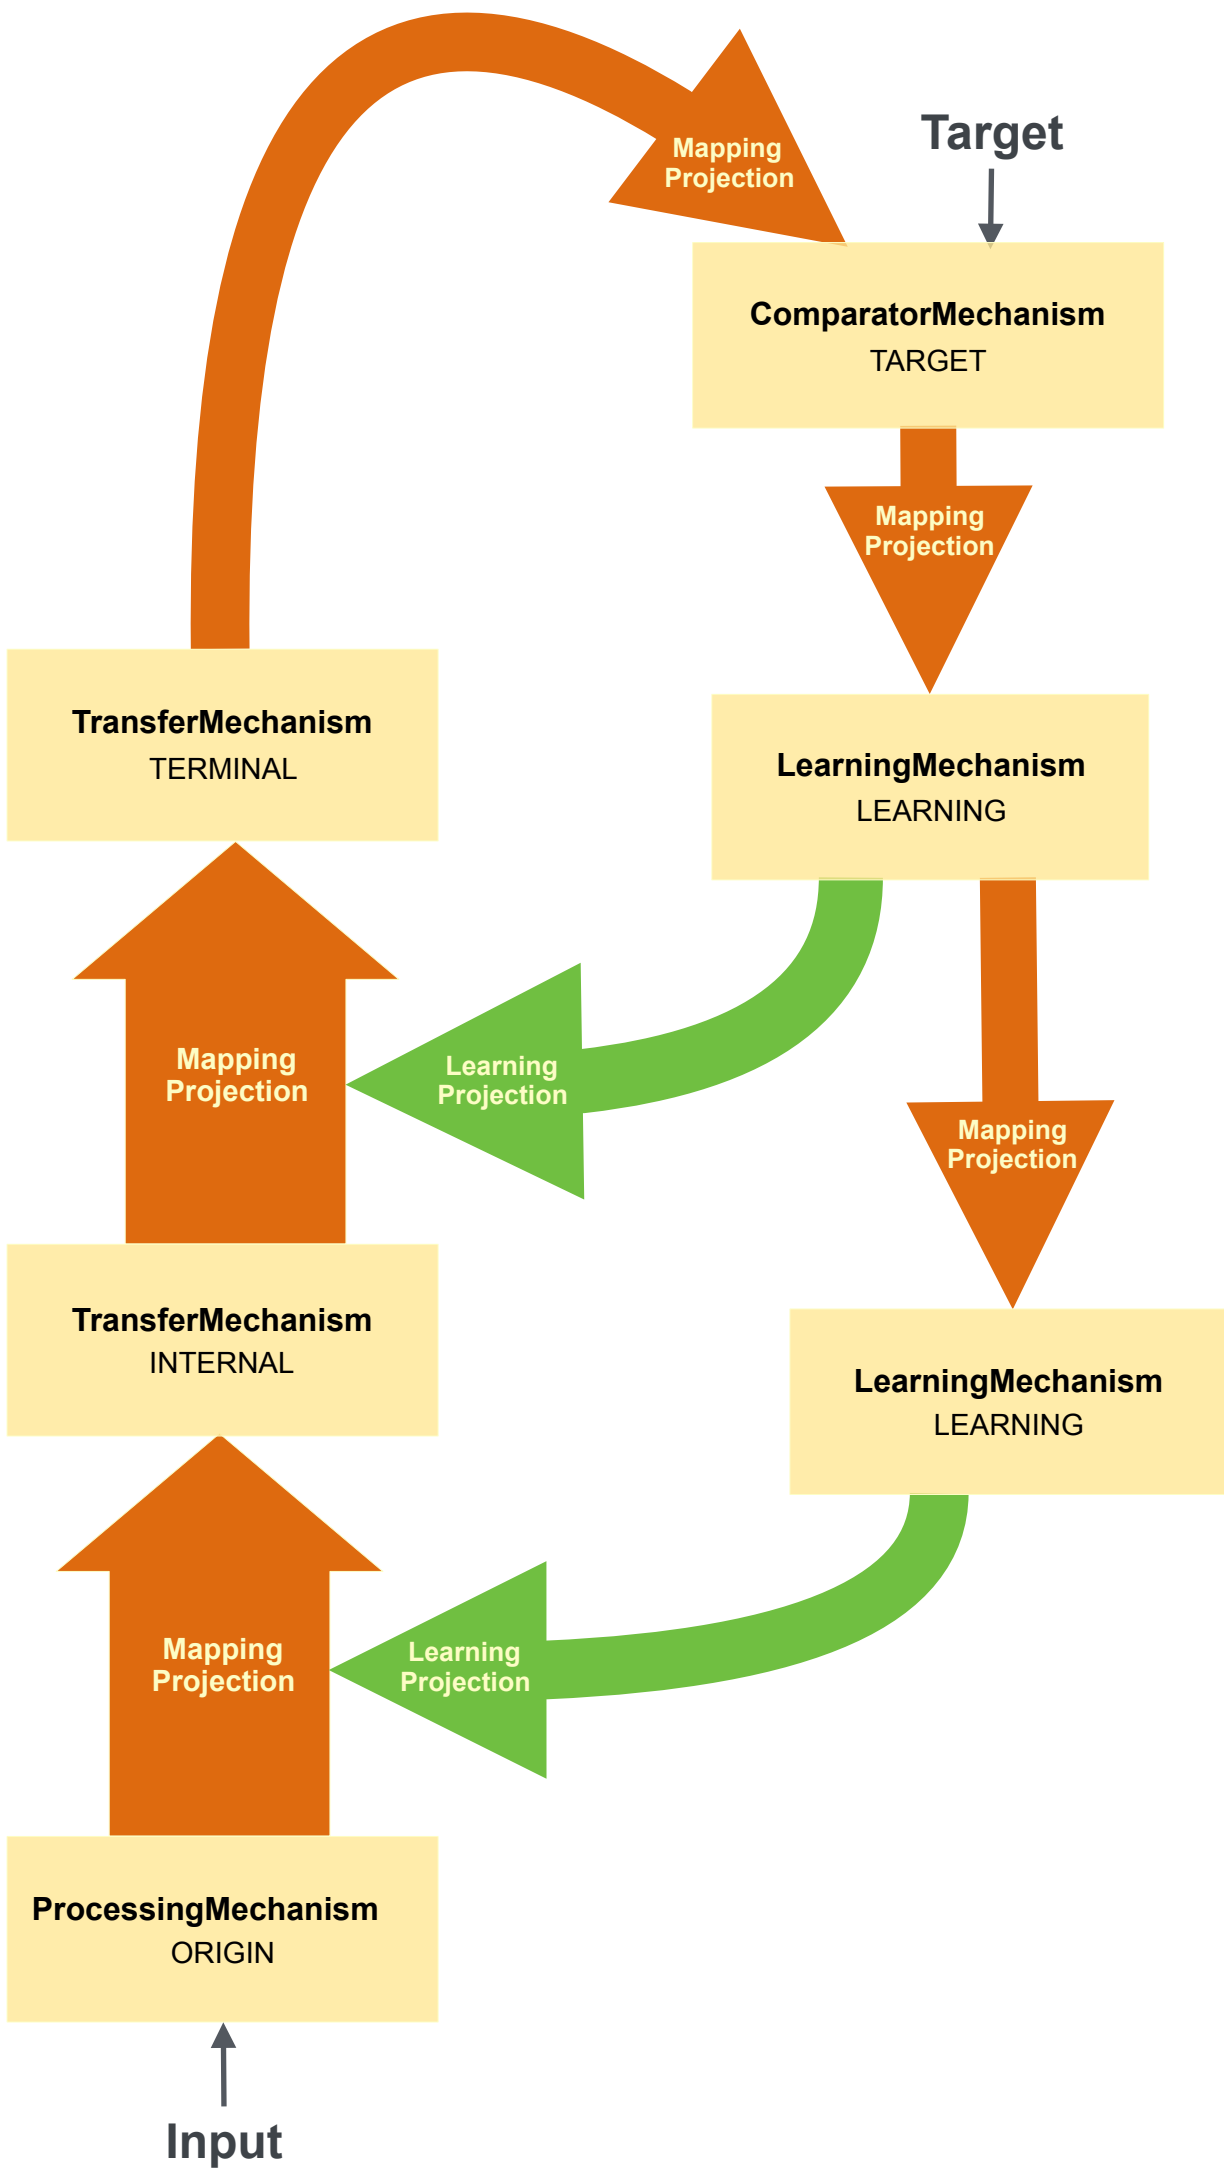 Mapping
Projection
Target
ComparatorMechanism
TARGET
Mapping
Projection
TransferMechanism
TERMINAL
LearningMechanism
LEARNING
Mapping
Projection
Learning
Projection
Mapping
Projection
TransferMechanism
INTERNAL
LearningMechanism
LEARNING
Mapping
Projection
Learning
Projection
ProcessingMechanism
ORIGIN
Input